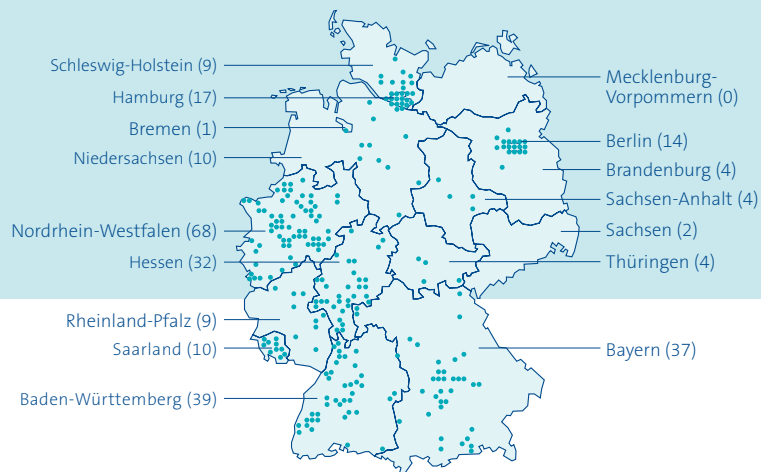 Schleswig-Holstein (9)
Hamburg (17)
Bremen (1)
Niedersachsen (10)
Nordrhein-Westfalen (68)
Hessen (32)
Rheinland-Pfalz (9)
Saarland (10)
Baden-Württemberg (39)
Mecklenburg-
Vorpommern (0)
Berlin (14)
Brandenburg (4)
Sachsen-Anhalt (4)
Sachsen (2)
Thüringen (4)
Bayern (37)